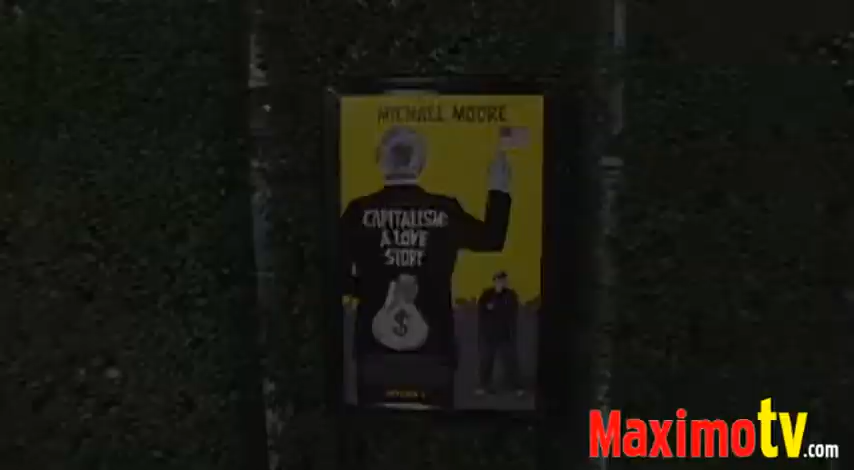 MICHAEL MOORE
CAPITALISM:
A LOVE
STORY
$
MaximoTV.com